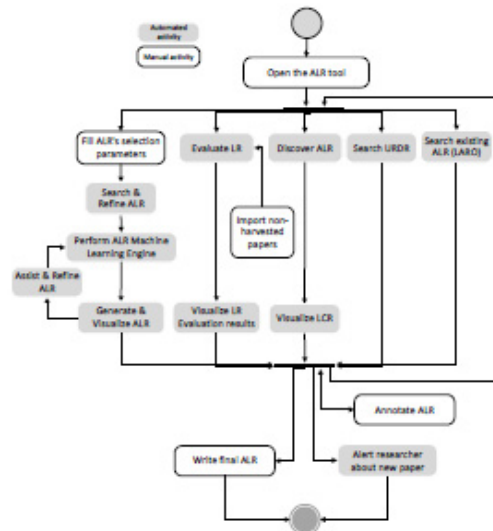 Automated
activity
Manual activity
Open the ALR tool
Fill ALR's selection
parameters
Evaluate LR
Discover ALR
Search URDR
Search existing
ALR (LARO)
Search &
Refine ALR
Import non-
harvested
papers
Perform ALR Machine
Learning Engine
Assist & Refine
ALR
Generate &
Visualize ALR
Visualize LR
Evaluation results
Visualize LCR
Annotate ALR
Write final ALR
Alert researcher
about new paper